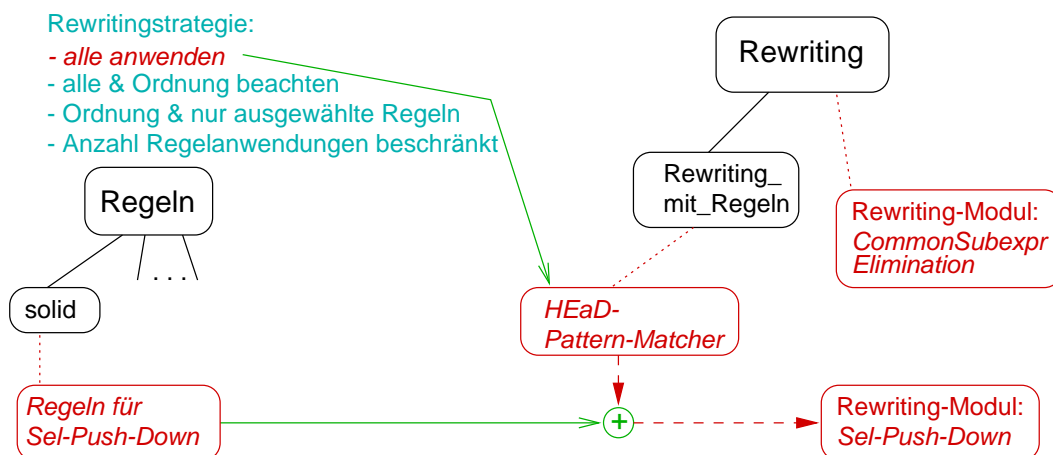 Rewritingstrategie:
- alle anwenden
- alle & Ordnung beachten
- Ordnung & nur ausgewählte Regeln
- Anzahl Regelanwendungen beschränkt
Rewriting
Rewriting_
mit_Regeln
Regeln
. . .
solid
Rewriting-Modul:
CommonSubexpr
Elimination
HEaD-
Pattern-Matcher
Regeln für
Sel-Push-Down
+
Rewriting-Modul:
Sel-Push-Down